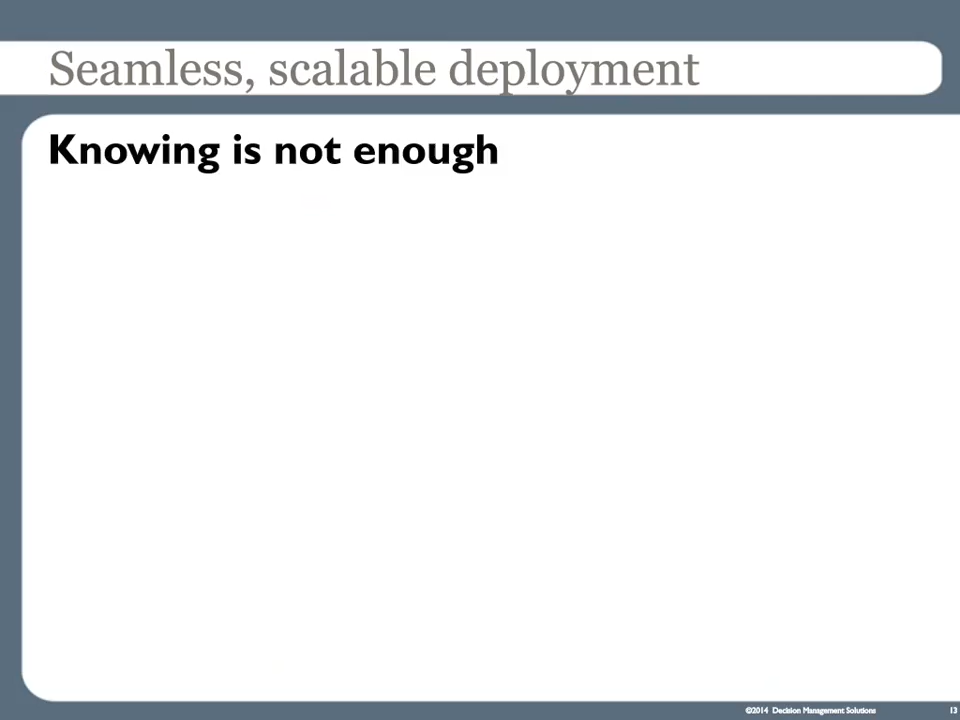 Seamless, scalable deployment
Knowing is not enough
©2014 Decision Management Solutions
13